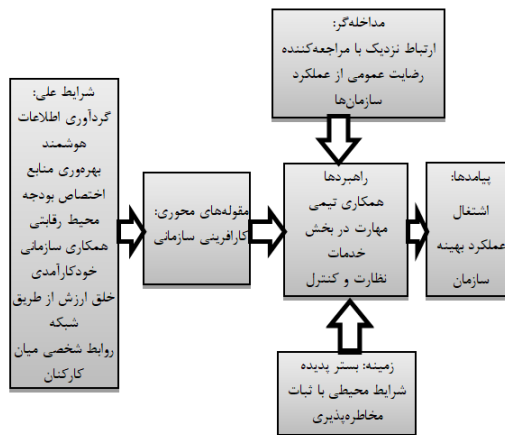 مداخله‌گر:
ارتباط نزدیک با مراجعه‌کننده
رضایت عمومی از عملکرد
سازمان‌ها
شرایط علی:
گردآوری اطلاعات
هوشمند
بهره‌وری منابع
اختصاص بودجه
محیط رقابتی
همکاری سازمانی
خودکارآمدی
خلق ارزش از طریق
شبکه
روابط شخصی میان
کارکنان
مقوله‌های محوری:
کارافرینی سازمانی
راهبردها
همکاری تیمی
مهارت در بخش
خدمات
نظارت و کنترل
پیامدها:
اشتغال
عملکرد بهینه
سازمان
زمینه: بستر پدیده
شرایط محیطی با ثبات
مخاطره‌پذیری